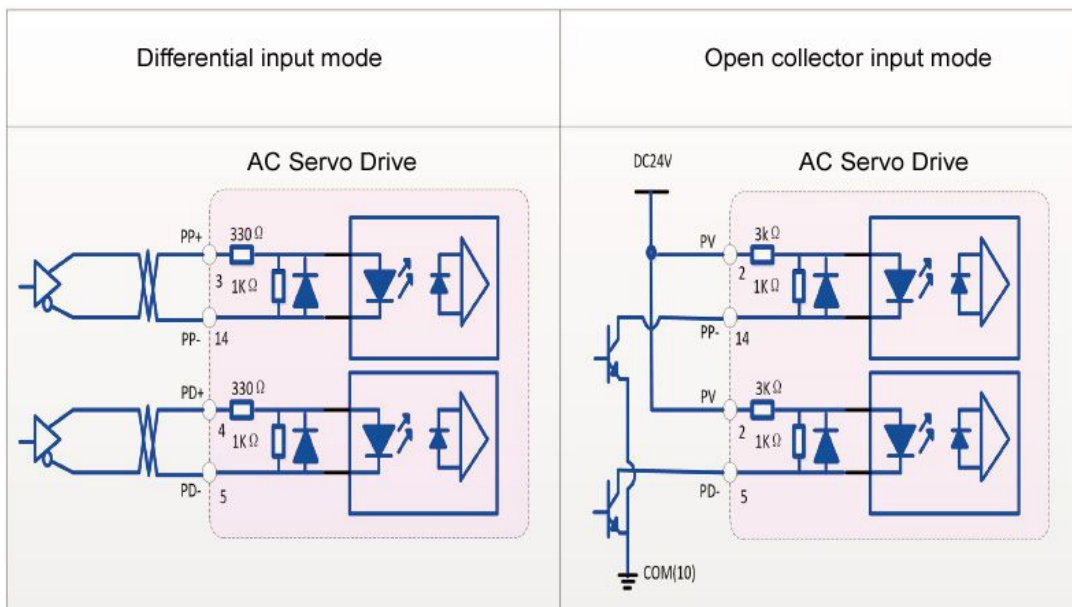 Differential input mode
Open collector input mode
AC Servo Drive
PP+
330Ω
3
1KΩ
PP-
14
PD+
330Ω
4
1KΩ
PD-
5
DC24V
AC Servo Drive
PV
3kΩ
2
1KΩ
PP-
14
PV
3KΩ
2
1KΩ
PD-
5
COM(10)